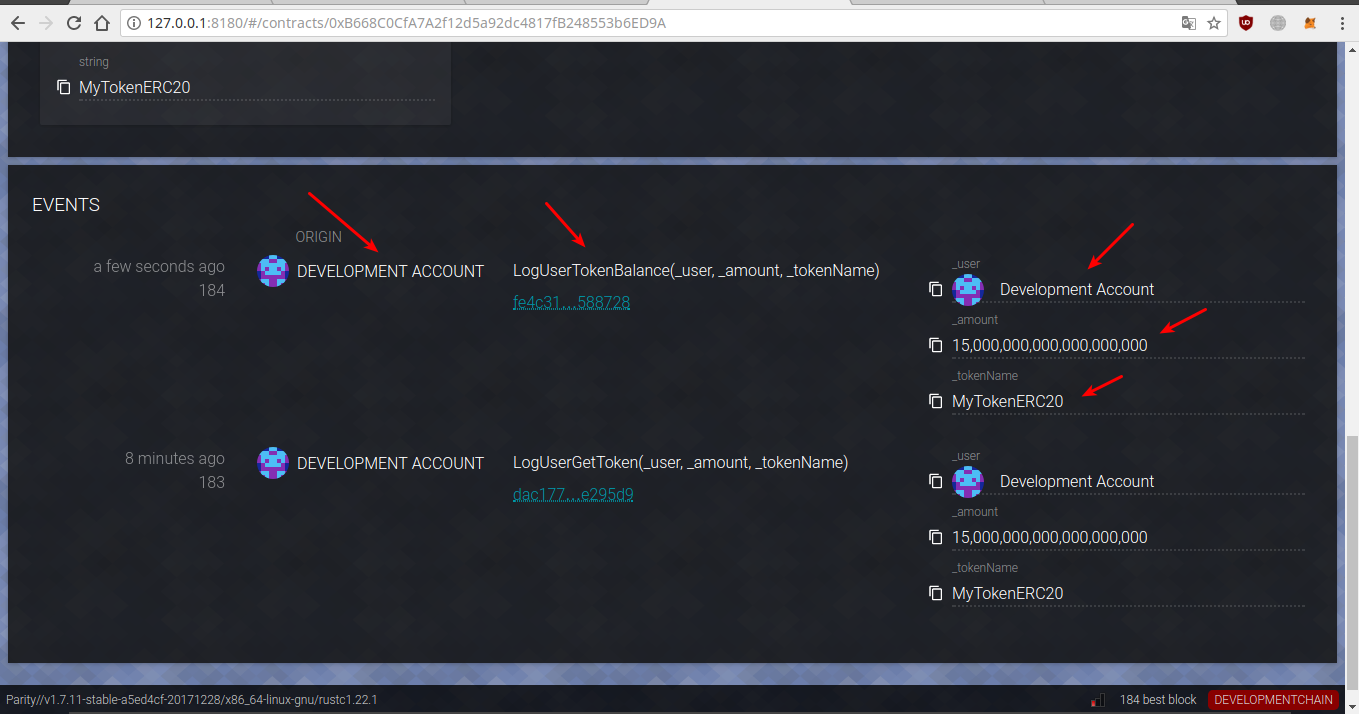 127.0.0.1:8180/#/contracts/0xB668C0CfA7A2f12d5a92dc4817fB248553b6ED9A
string
MyTokenERC20
EVENTS
ORIGIN
a few seconds ago
184
DEVELOPMENT ACCOUNT
LogUserTokenBalance(_user, _amount, _tokenName)
fe4c31...588728
_user
Development Account
_amount
15,000,000,000,000,000,000
_tokenName
MyTokenERC20
8 minutes ago
183
DEVELOPMENT ACCOUNT
LogUserGetToken(_user, _amount, _tokenName)
dac177...e295d9
_user
Development Account
_amount
15,000,000,000,000,000,000
_tokenName
MyTokenERC20
Parity//v1.7.11-stable-a5ed4cf-20171228/x86_64-linux-gnu/rustc1.22.1
184 best block
DEVELOPMENTCHAIN